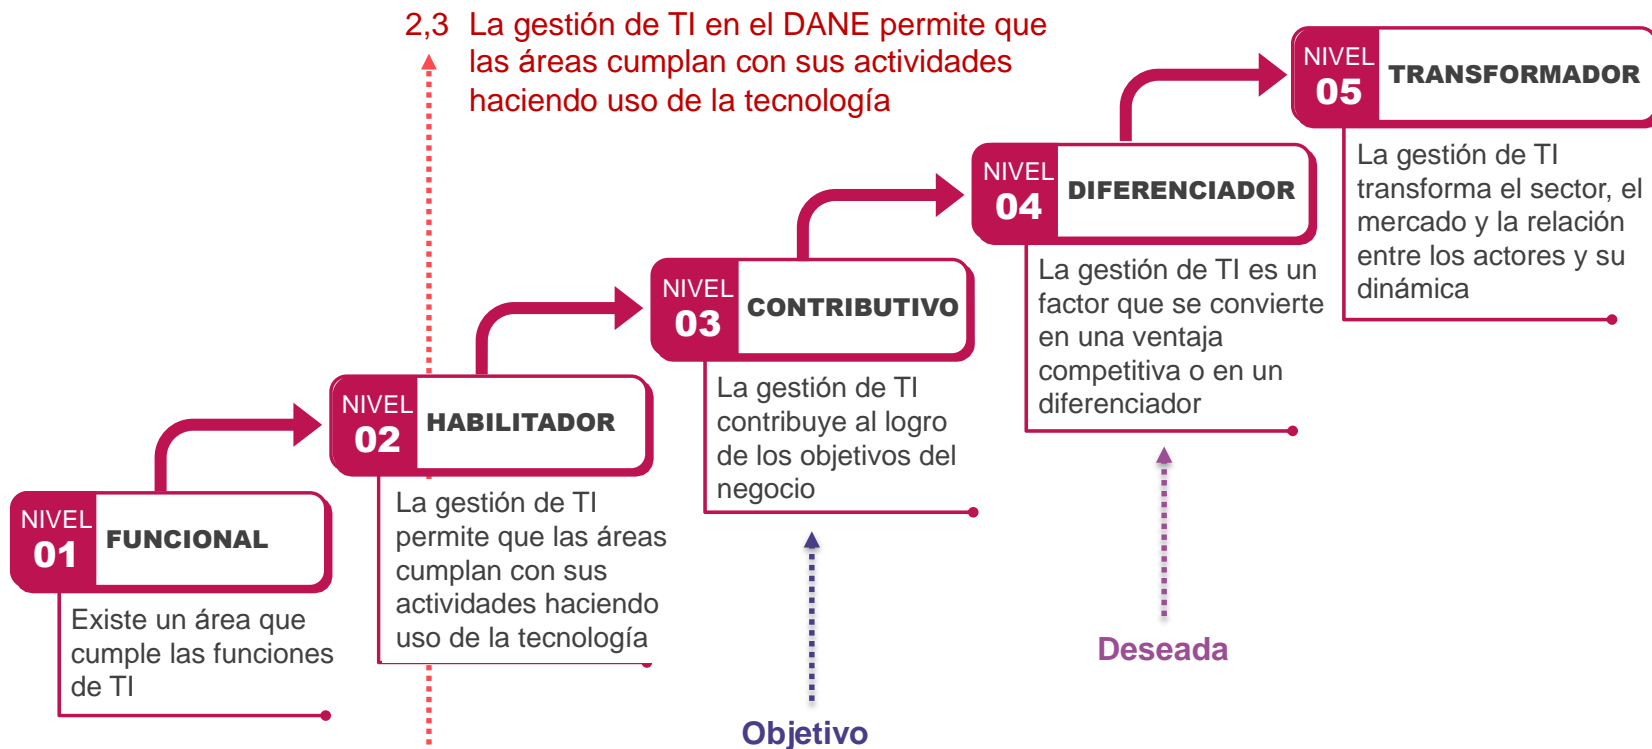 2,3 La gestión de TI en el DANE permite que
las áreas cumplan con sus actividades
haciendo uso de la tecnología
NIVEL
01
FUNCIONAL
Existe un área que
cumple las funciones
de TI
NIVEL
02
HABILITADOR
La gestión de TI
permite que las áreas
cumplan con sus
actividades haciendo
uso de la tecnología
NIVEL
03
CONTRIBUTIVO
La gestión de TI
contribuye al logro
de los objetivos del
negocio
Objetivo
NIVEL
04
DIFERENCIADOR
La gestión de TI es un
factor que se convierte
en una ventaja
competitiva o en un
diferenciador
Deseada
NIVEL
05
TRANSFORMADOR
La gestión de TI
transforma el sector, el
mercado y la relación
entre los actores y su
dinámica